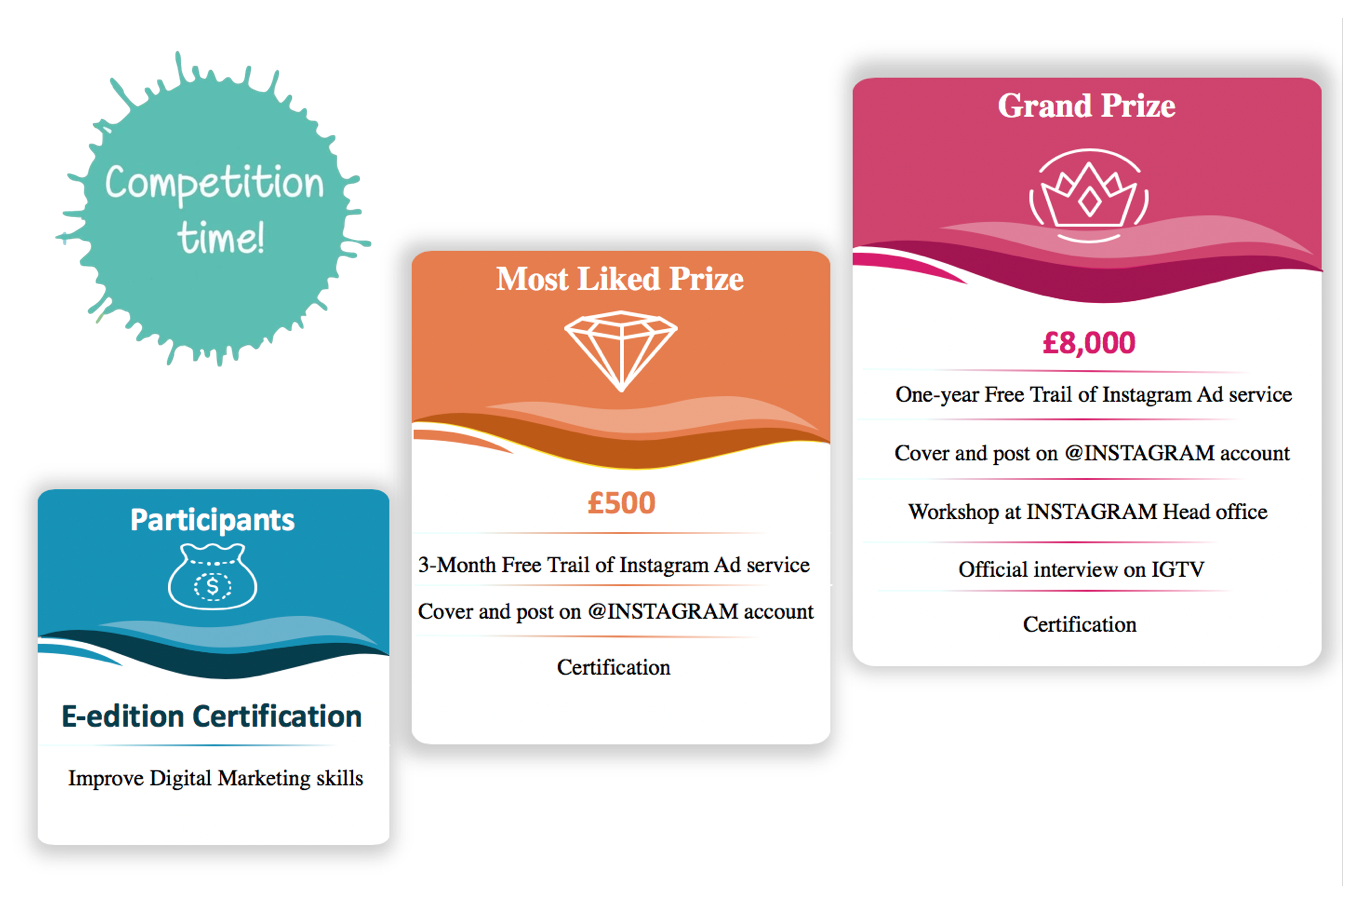 Competition
time!
Participants
$
E-edition Certification
Improve Digital Marketing skills
Most Liked Prize
£500
3-Month Free Trail of Instagram Ad service
Cover and post on @INSTAGRAM account
Certification
Grand Prize
£8,000
One-year Free Trail of Instagram Ad service
Cover and post on @INSTAGRAM account
Workshop at INSTAGRAM Head office
Official interview on IGTV
Certification